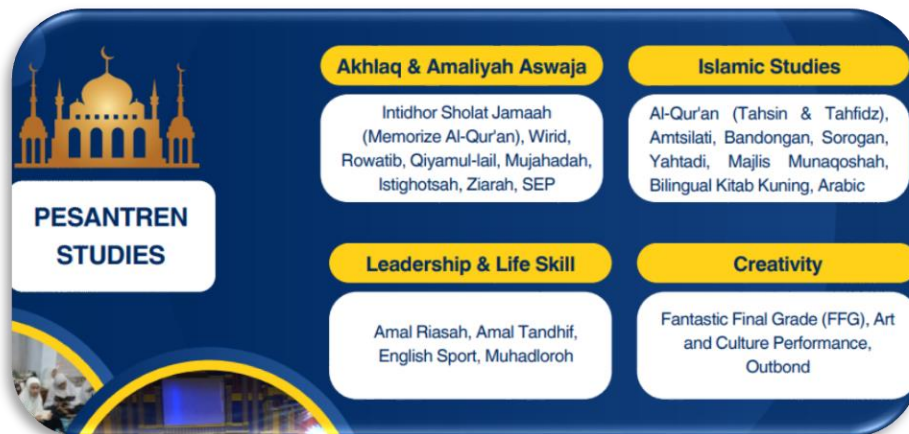 PESANTREN
STUDIES
Akhlaq & Amaliyah Aswaja
Intidhor Sholat Jamaah
(Memorize Al-Qur'an), Wirid,
Rowatib, Qiyamul-lail, Mujahadah,
Istighotsah, Ziarah, SEP
Islamic Studies
Al-Qur'an (Tahsin & Tahfidz),
Amtsilati, Bandongan, Sorogan,
Yahtadi, Majlis Munaqoshah,
Bilingual Kitab Kuning, Arabic
Leadership & Life Skill
Amal Riasah, Amal Tandhif,
English Sport, Muhadloroh
Creativity
Fantastic Final Grade (FFG), Art
and Culture Performance,
Outbond